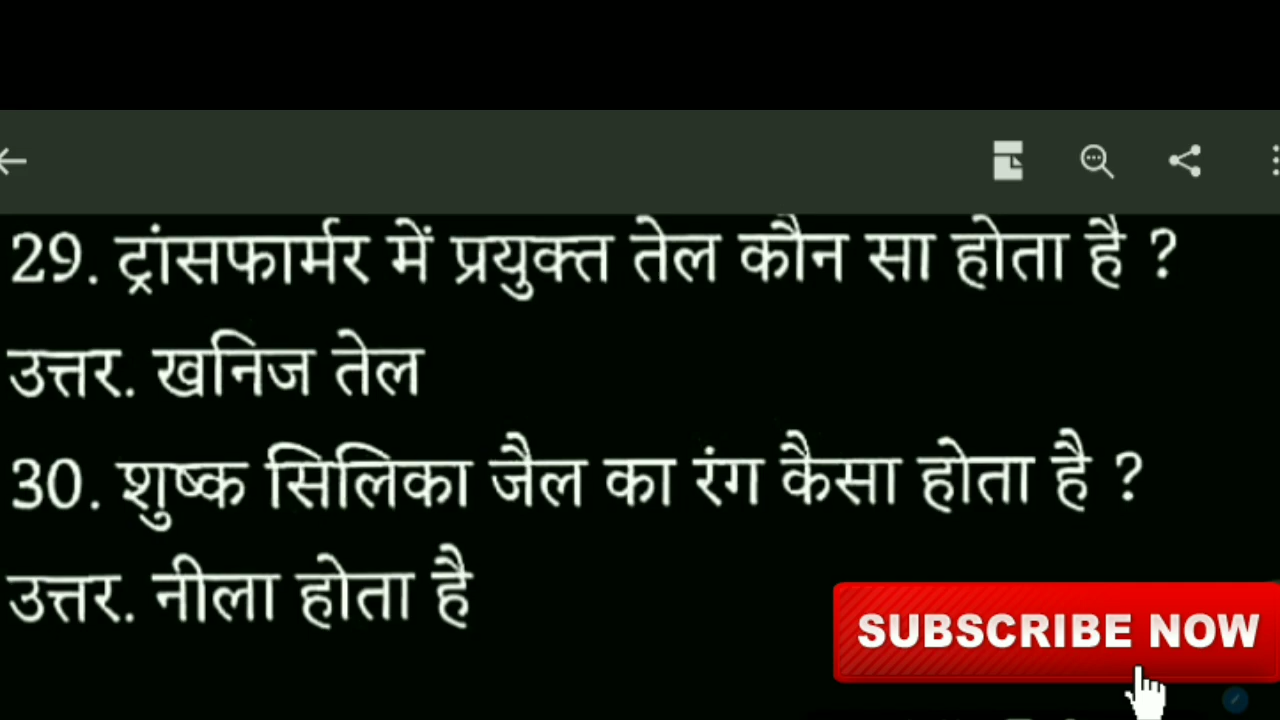 29. ट्रांसफार्मर में प्रयुक्त तेल कौन सा होता है ?
उत्तर. खनिज तेल
30. शुष्क सिलिका जैल का रंग कैसा होता है ?
उत्तर. नीला होता है
SUBSCRIBE NOW